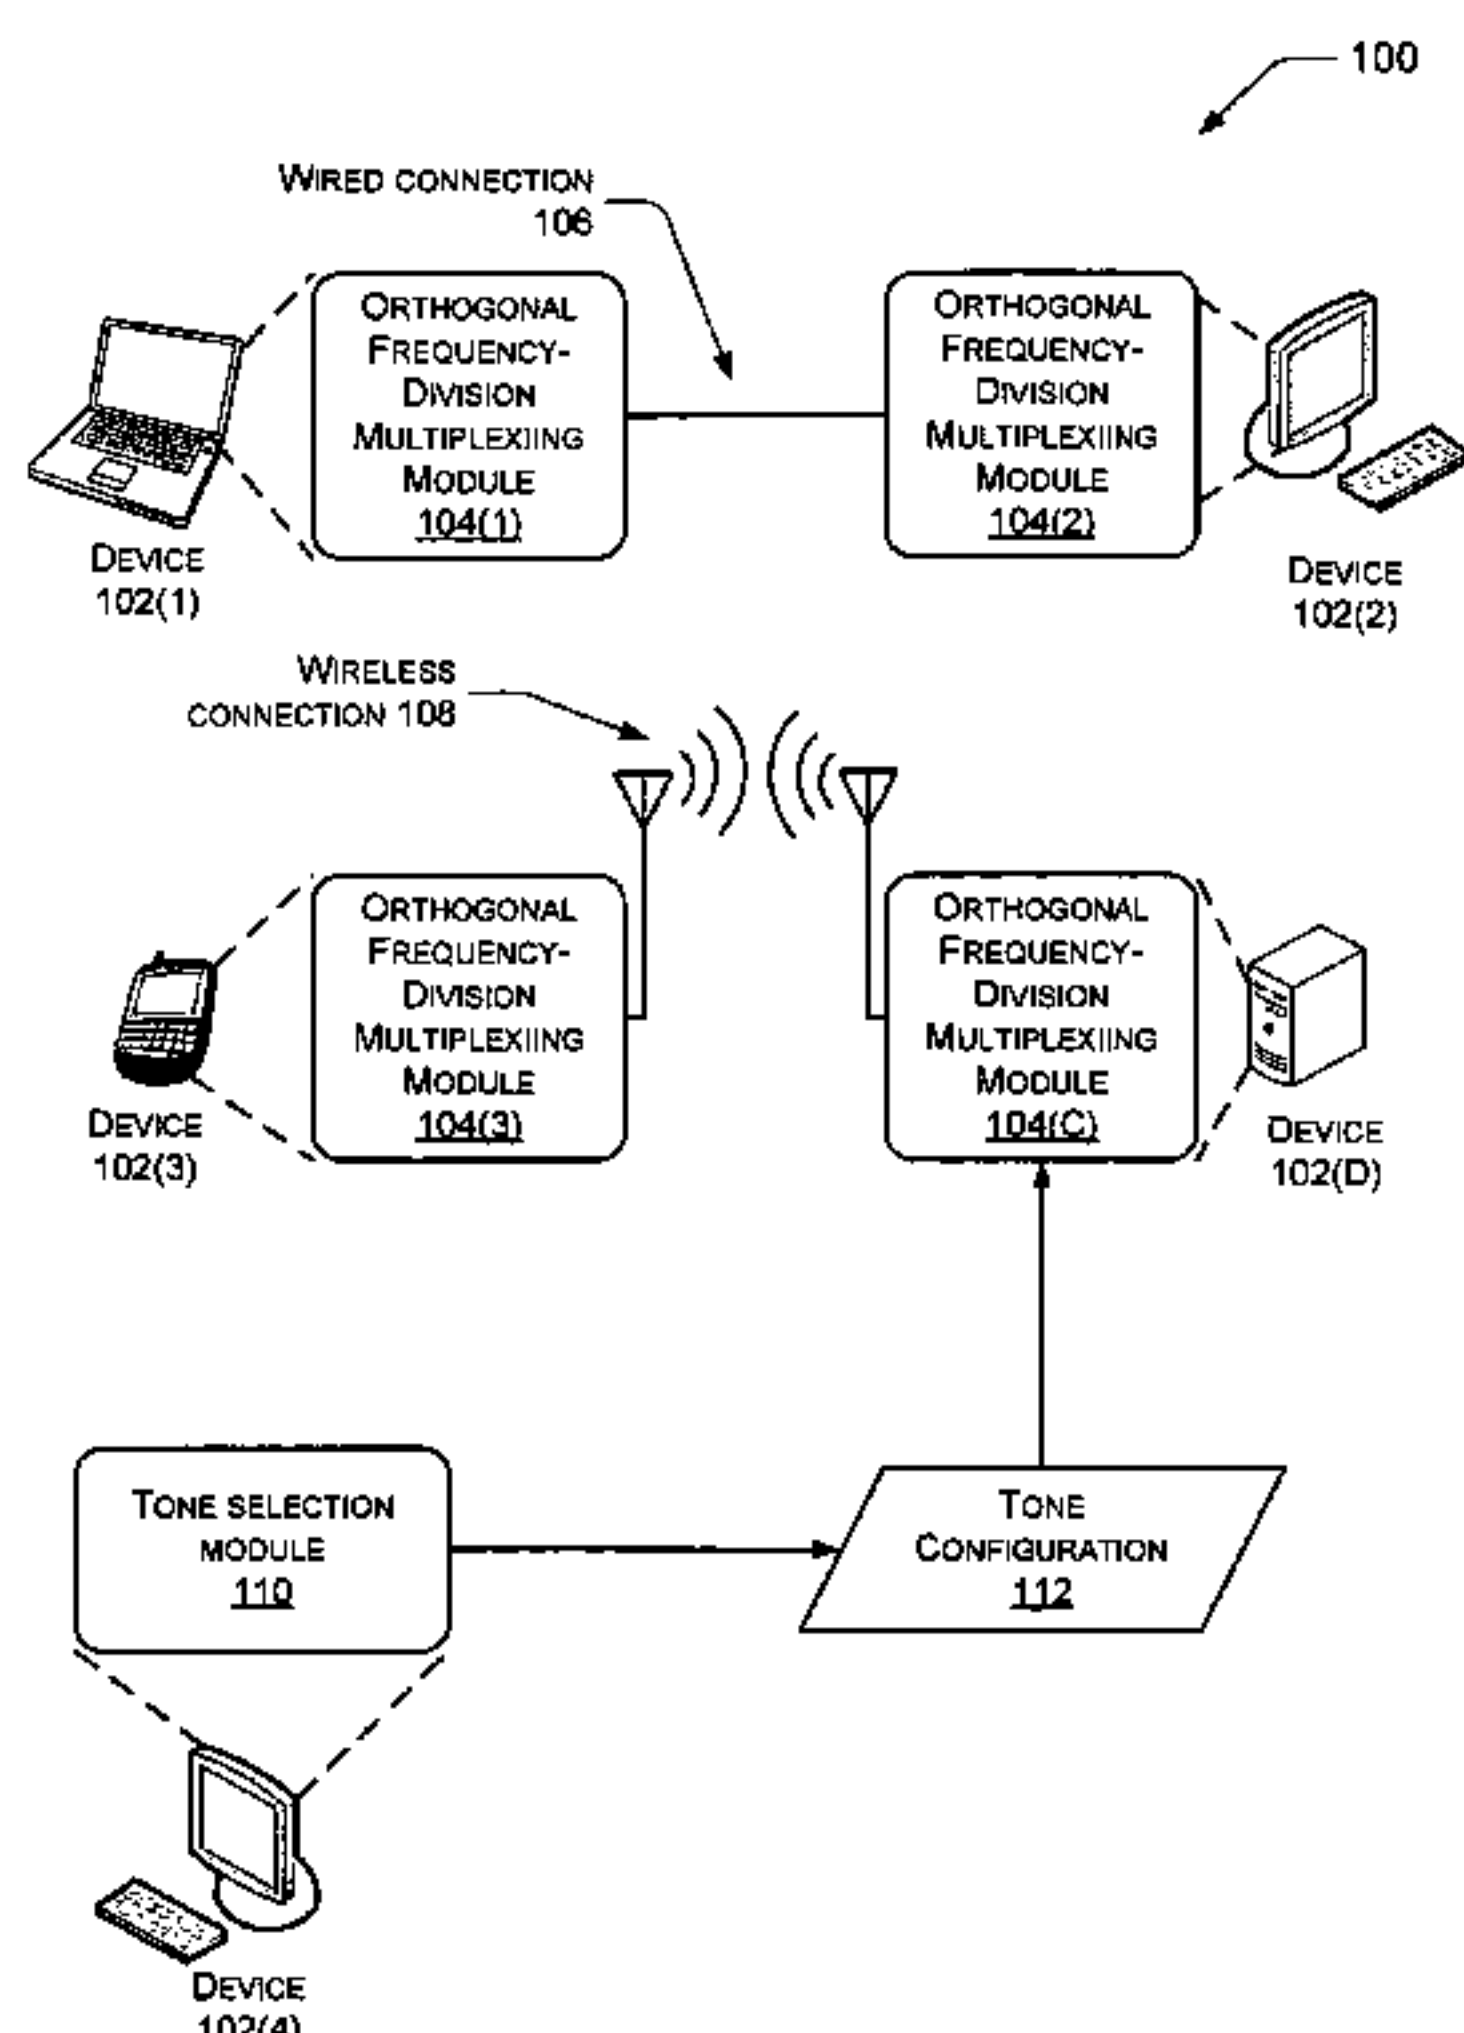 100
WIRED CONNECTION
106
ORTHOGONAL
FREQUENCY-
DIVISION
MULTIPLEXIING
MODULE
104(1)
ORTHOGONAL
FREQUENCY-
DIVISION
MULTIPLEXIING
MODULE
104(2)
DEVICE
102(1)
DEVICE
102(2)
WIRELESS
CONNECTION 108
ORTHOGONAL
FREQUENCY-
DIVISION
MULTIPLEXIING
MODULE
104(3)
ORTHOGONAL
FREQUENCY-
DIVISION
MULTIPLEXIING
MODULE
104(C)
DEVICE
102(3)
DEVICE
102(D)
TONE SELECTION
MODULE
110
TONE
CONFIGURATION
112
DEVICE
102(4)